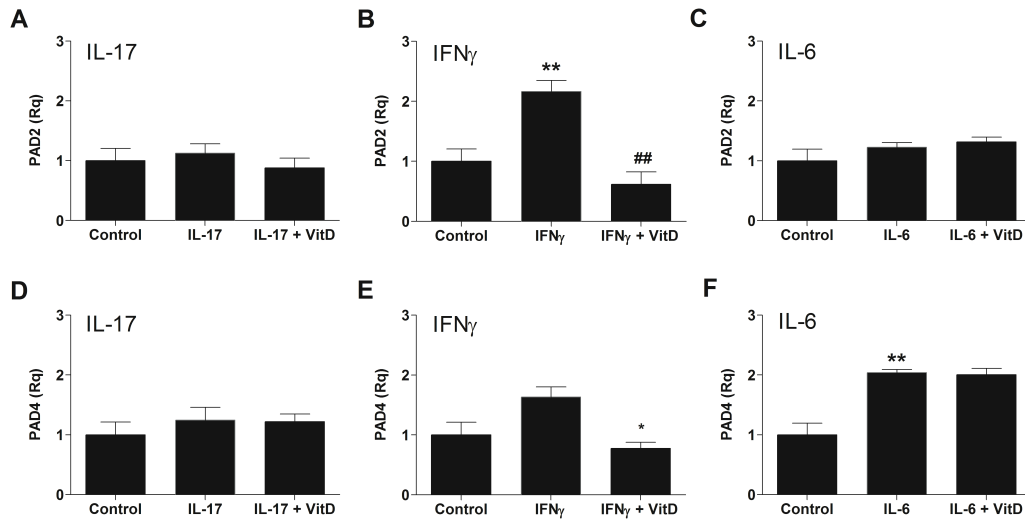 A
IL-17
PAD2 (Rq)
3
2
1
0
Control
IL-17
IL-17 + VitD
B
IFNγ
PAD2 (Rq)
3
2
1
0
**
##
Control
IFNγ
IFNγ + VitD
C
IL-6
PAD2 (Rq)
3
2
1
0
Control
IL-6
IL-6 + VitD
D
IL-17
PAD4 (Rq)
3
2
1
0
Control
IL-17
IL-17 + VitD
E
IFNγ
PAD4 (Rq)
3
2
1
0
*
Control
IFNγ
IFNγ + VitD
F
IL-6
PAD4 (Rq)
3
2
1
0
**
Control
IL-6
IL-6 + VitD